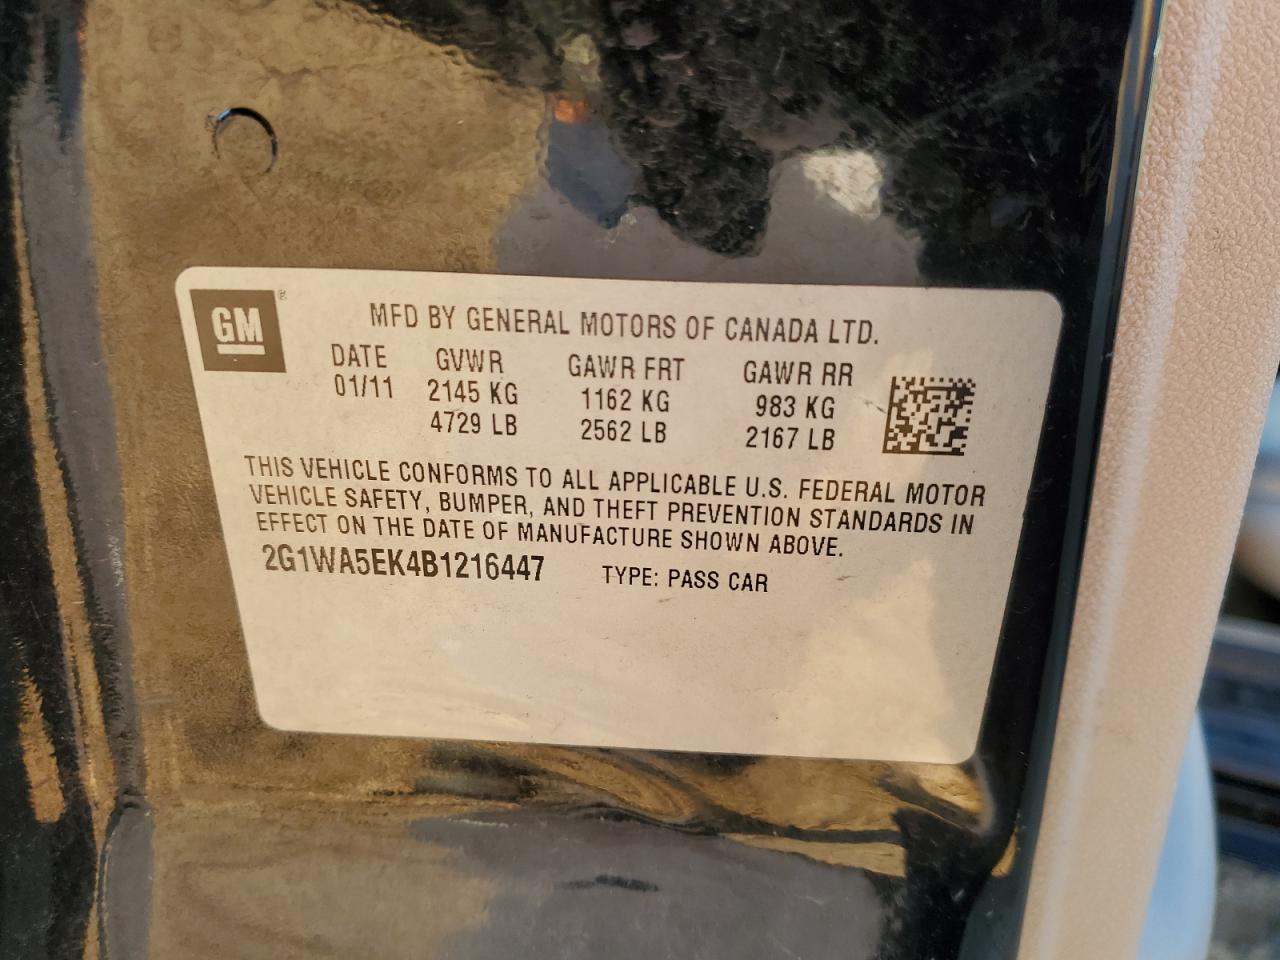 GM ®
MFD BY GENERAL MOTORS OF CANADA LTD.
DATE GVWR GAWR FRT GAWR RR
01/11 2145 KG 1162 KG 983 KG
4729 LB 2562 LB 2167 LB
THIS VEHICLE CONFORMS TO ALL APPLICABLE U.S. FEDERAL MOTOR
VEHICLE SAFETY, BUMPER, AND THEFT PREVENTION STANDARDS IN
EFFECT ON THE DATE OF MANUFACTURE SHOWN ABOVE.
2G1WA5EK4B1216447 TYPE: PASS CAR